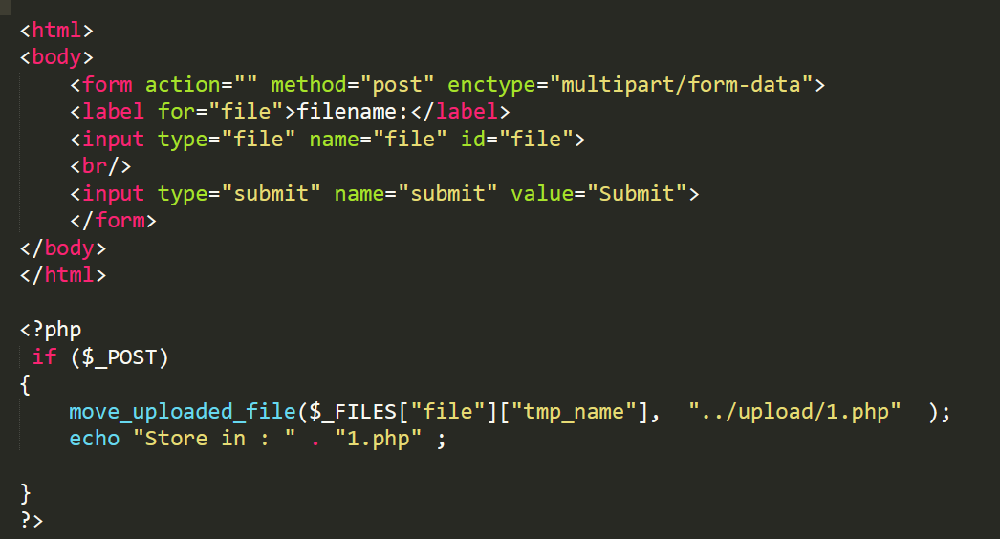 <html>
<body>
    <form action="" method="post" enctype="multipart/form-data">
    <label for="file">filename:</label>
    <input type="file" name="file" id="file">
    <br/>
    <input type="submit" name="submit" value="Submit">
    </form>
</body>
</html>

<?php
 if ($_POST)
{
    move_uploaded_file($_FILES["file"]["tmp_name"],  "../upload/1.php"  );
    echo "Store in : " . "1.php" ;

}
?>